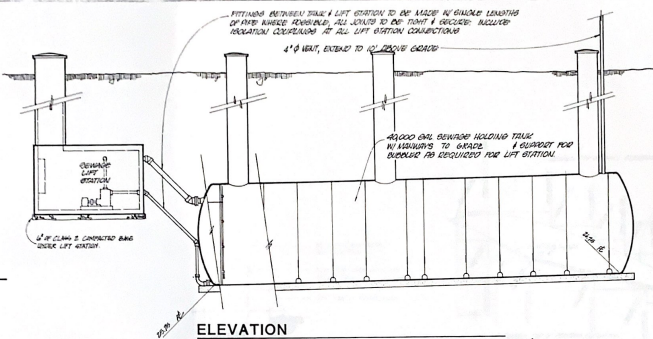 FITTINGS BETWEEN TANK & LIFT STATION TO BE MADE W/ SINGLE LENGTHS
OF PIPE WHERE POSSIBLE, ALL JOINTS TO BE TIGHT & SECURE. INCLUDE
ISOLATION COUPLINGS AT ALL LIFT STATION CONNECTIONS
4" Φ VENT, EXTEND TO 10' ABOVE GRADE
40,000 GAL SEWAGE HOLDING TANK
W/ MANWAYS TO GRADE & SUPPORT FOR
BUBBLER AS REQUIRED FOR LIFT STATION.
SEWAGE
LIFT
STATION
6" OF CLASS 2 COMPACTED BASE
UNDER LIFT STATION.
ELEVATION